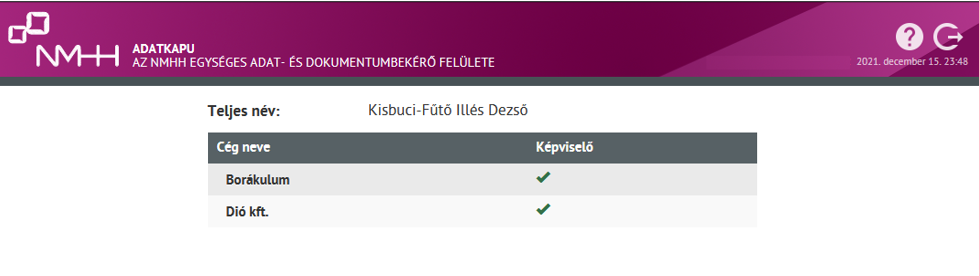 NMHH
ADATKAPU
AZ NMHH EGYSÉGES ADAT- ÉS DOKUMENTUMBEKÉRŐ FELÜLETE
?
2021. december 15. 23:48
Teljes név: Kisbuci-Fűtő Illés Dezső
Cég neve Képviselő
Borákulum
Dió kft.